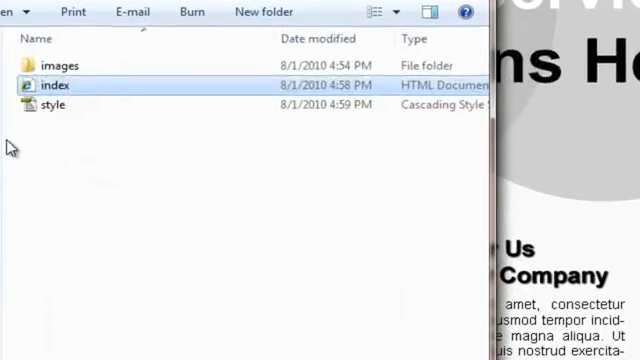 en Print E-mail Burn New folder
Name Date modified Type
images 8/1/2010 4:54 PM File folder
index 8/1/2010 4:58 PM HTML Documen
style 8/1/2010 4:59 PM Cascading Style S
ns He
Us
Company
amet, consectetur
usmod tempor incid-
e magna aliqua. Ut
uis nostrud exercita-